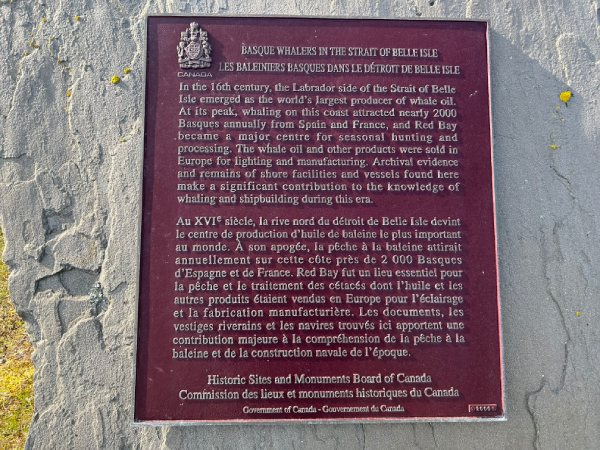 CANADA
BASQUE WHALERS IN THE STRAIT OF BELLE ISLE
LES BALEINIERS BASQUES DANS LE DÉTROIT DE BELLE ISLE
In the 16th century, the Labrador side of the Strait of Belle
Isle emerged as the world's largest producer of whale oil.
At its peak, whaling on this coast attracted nearly 2000
Basques annually from Spain and France, and Red Bay
became a major centre for seasonal hunting and
processing. The whale oil and other products were sold in
Europe for lighting and manufacturing. Archival evidence
and remains of shore facilities and vessels found here
make a significant contribution to the knowledge of
whaling and shipbuilding during this era.
Au XVIe siècle, la rive nord du détroit de Belle Isle devint
le centre de production d'huile de baleine le plus important
au monde. À son apogée, la pêche à la baleine attirait
annuellement sur cette côte près de 2 000 Basques
d'Espagne et de France. Red Bay fut un lieu essentiel pour
la pêche et le traitement des cétacés dont l'huile et les
autres produits étaient vendus en Europe pour l'éclairage
et la fabrication manufacturière. Les documents, les
vestiges riverains et les navires trouvés ici apportent une
contribution majeure à la compréhension de la pêche à la
baleine et de la construction navale de l'époque.
Historic Sites and Monuments Board of Canada
Commission des lieux et monuments historiques du Canada
Government of Canada - Gouvernement du Canada